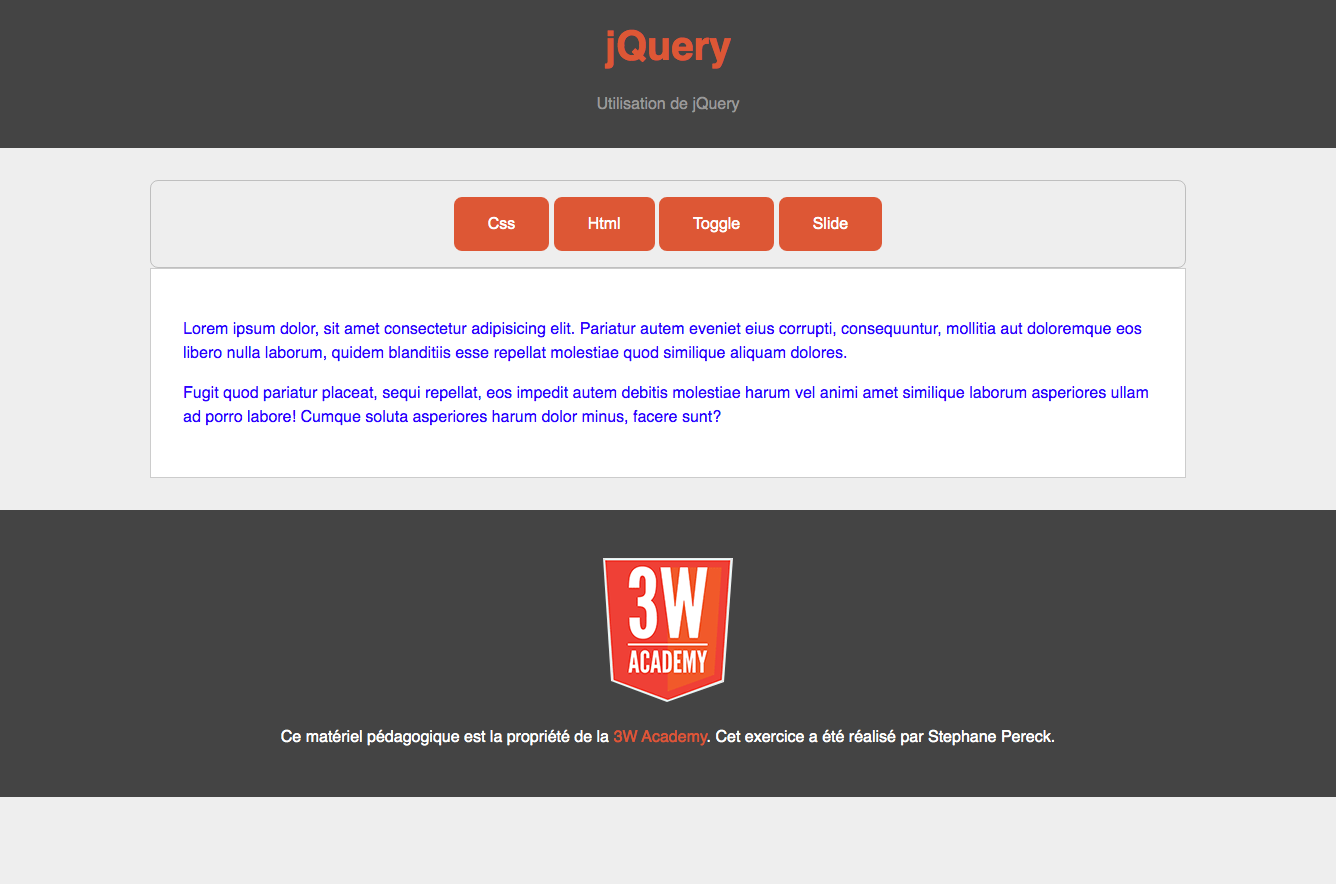 jQuery
Utilisation de jQuery
Css Html Toggle Slide
Lorem ipsum dolor, sit amet consectetur adipisicing elit. Pariatur autem eveniet eius corrupti, consequuntur, mollitia aut doloremque eos
libero nulla laborum, quidem blanditiis esse repellat molestiae quod similique aliquam dolores.
Fugit quod pariatur placeat, sequi repellat, eos impedit autem debitis molestiae harum vel animi amet similique laborum asperiores ullam
ad porro labore! Cumque soluta asperiores harum dolor minus, facere sunt?
3W
ACADEMY
Ce matériel pédagogique est la propriété de la 3W Academy. Cet exercice a été réalisé par Stephane Pereck.